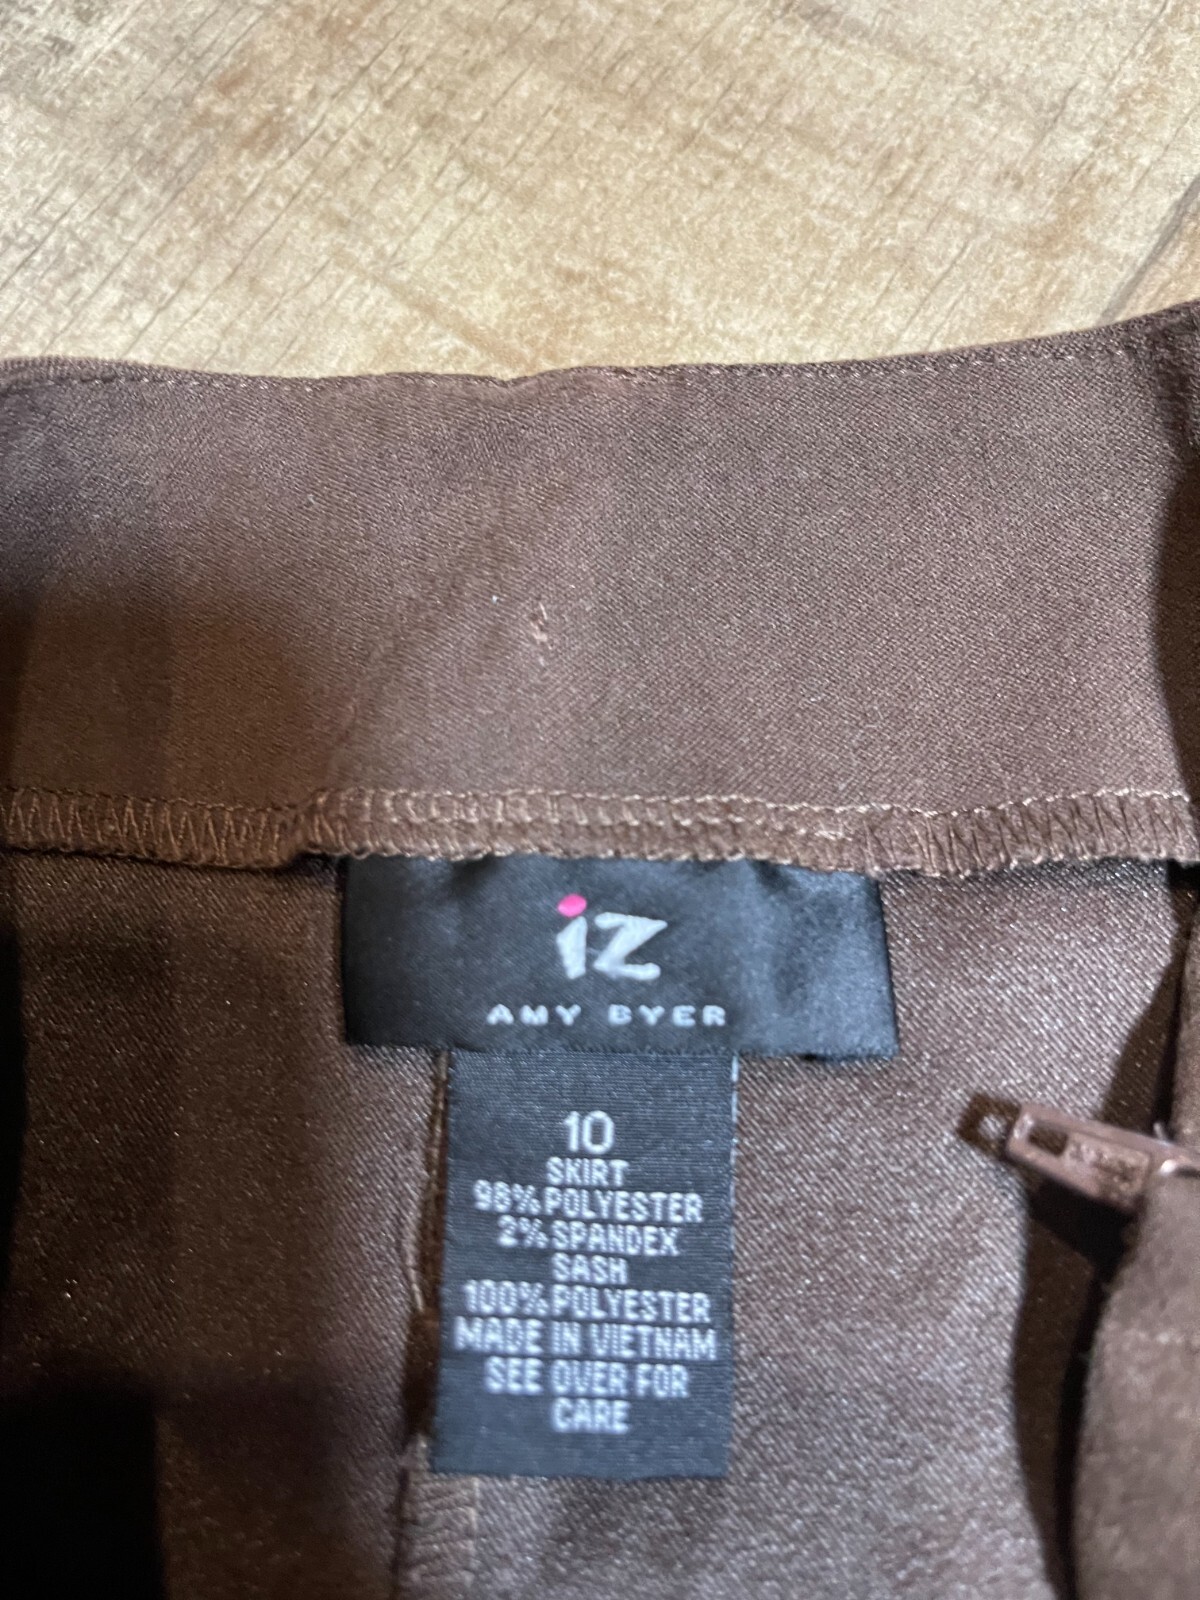 iz
AMY BYER
10
SKIRT
98% POLYESTER
2% SPANDEX
SASH
100% POLYESTER
MADE IN VIETNAM
SEE OVER FOR
CARE